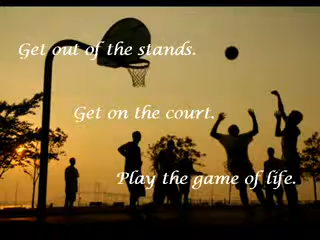 Get out of the stands.
Get on the court.
Play the game of life.